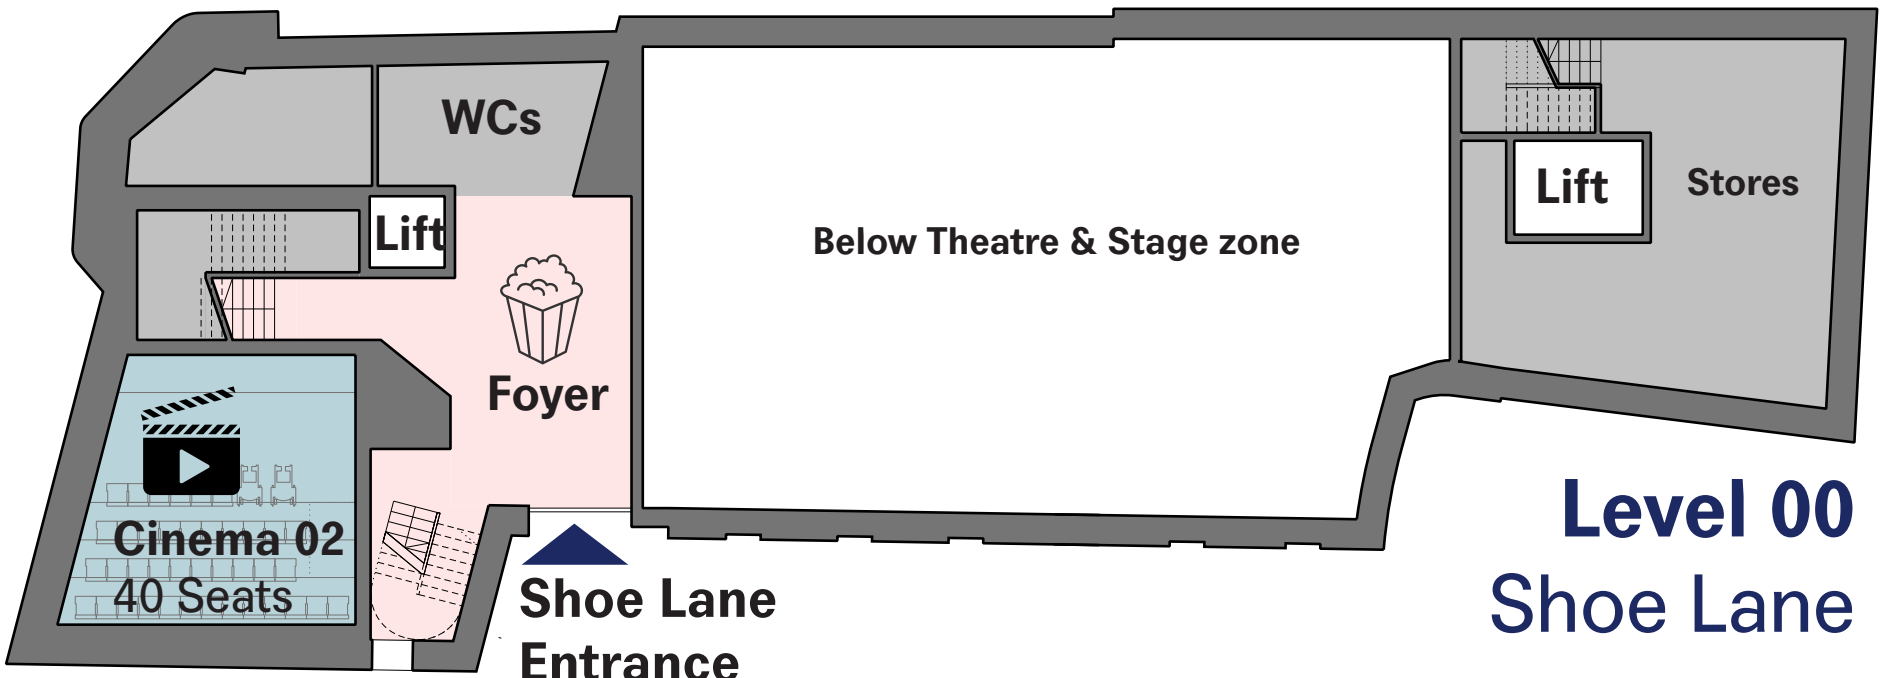 WCs
Lift
Stores
Lift
Below Theatre & Stage zone
Foyer
Cinema 02
40 Seats
Shoe Lane
Entrance
Level 00
Shoe Lane